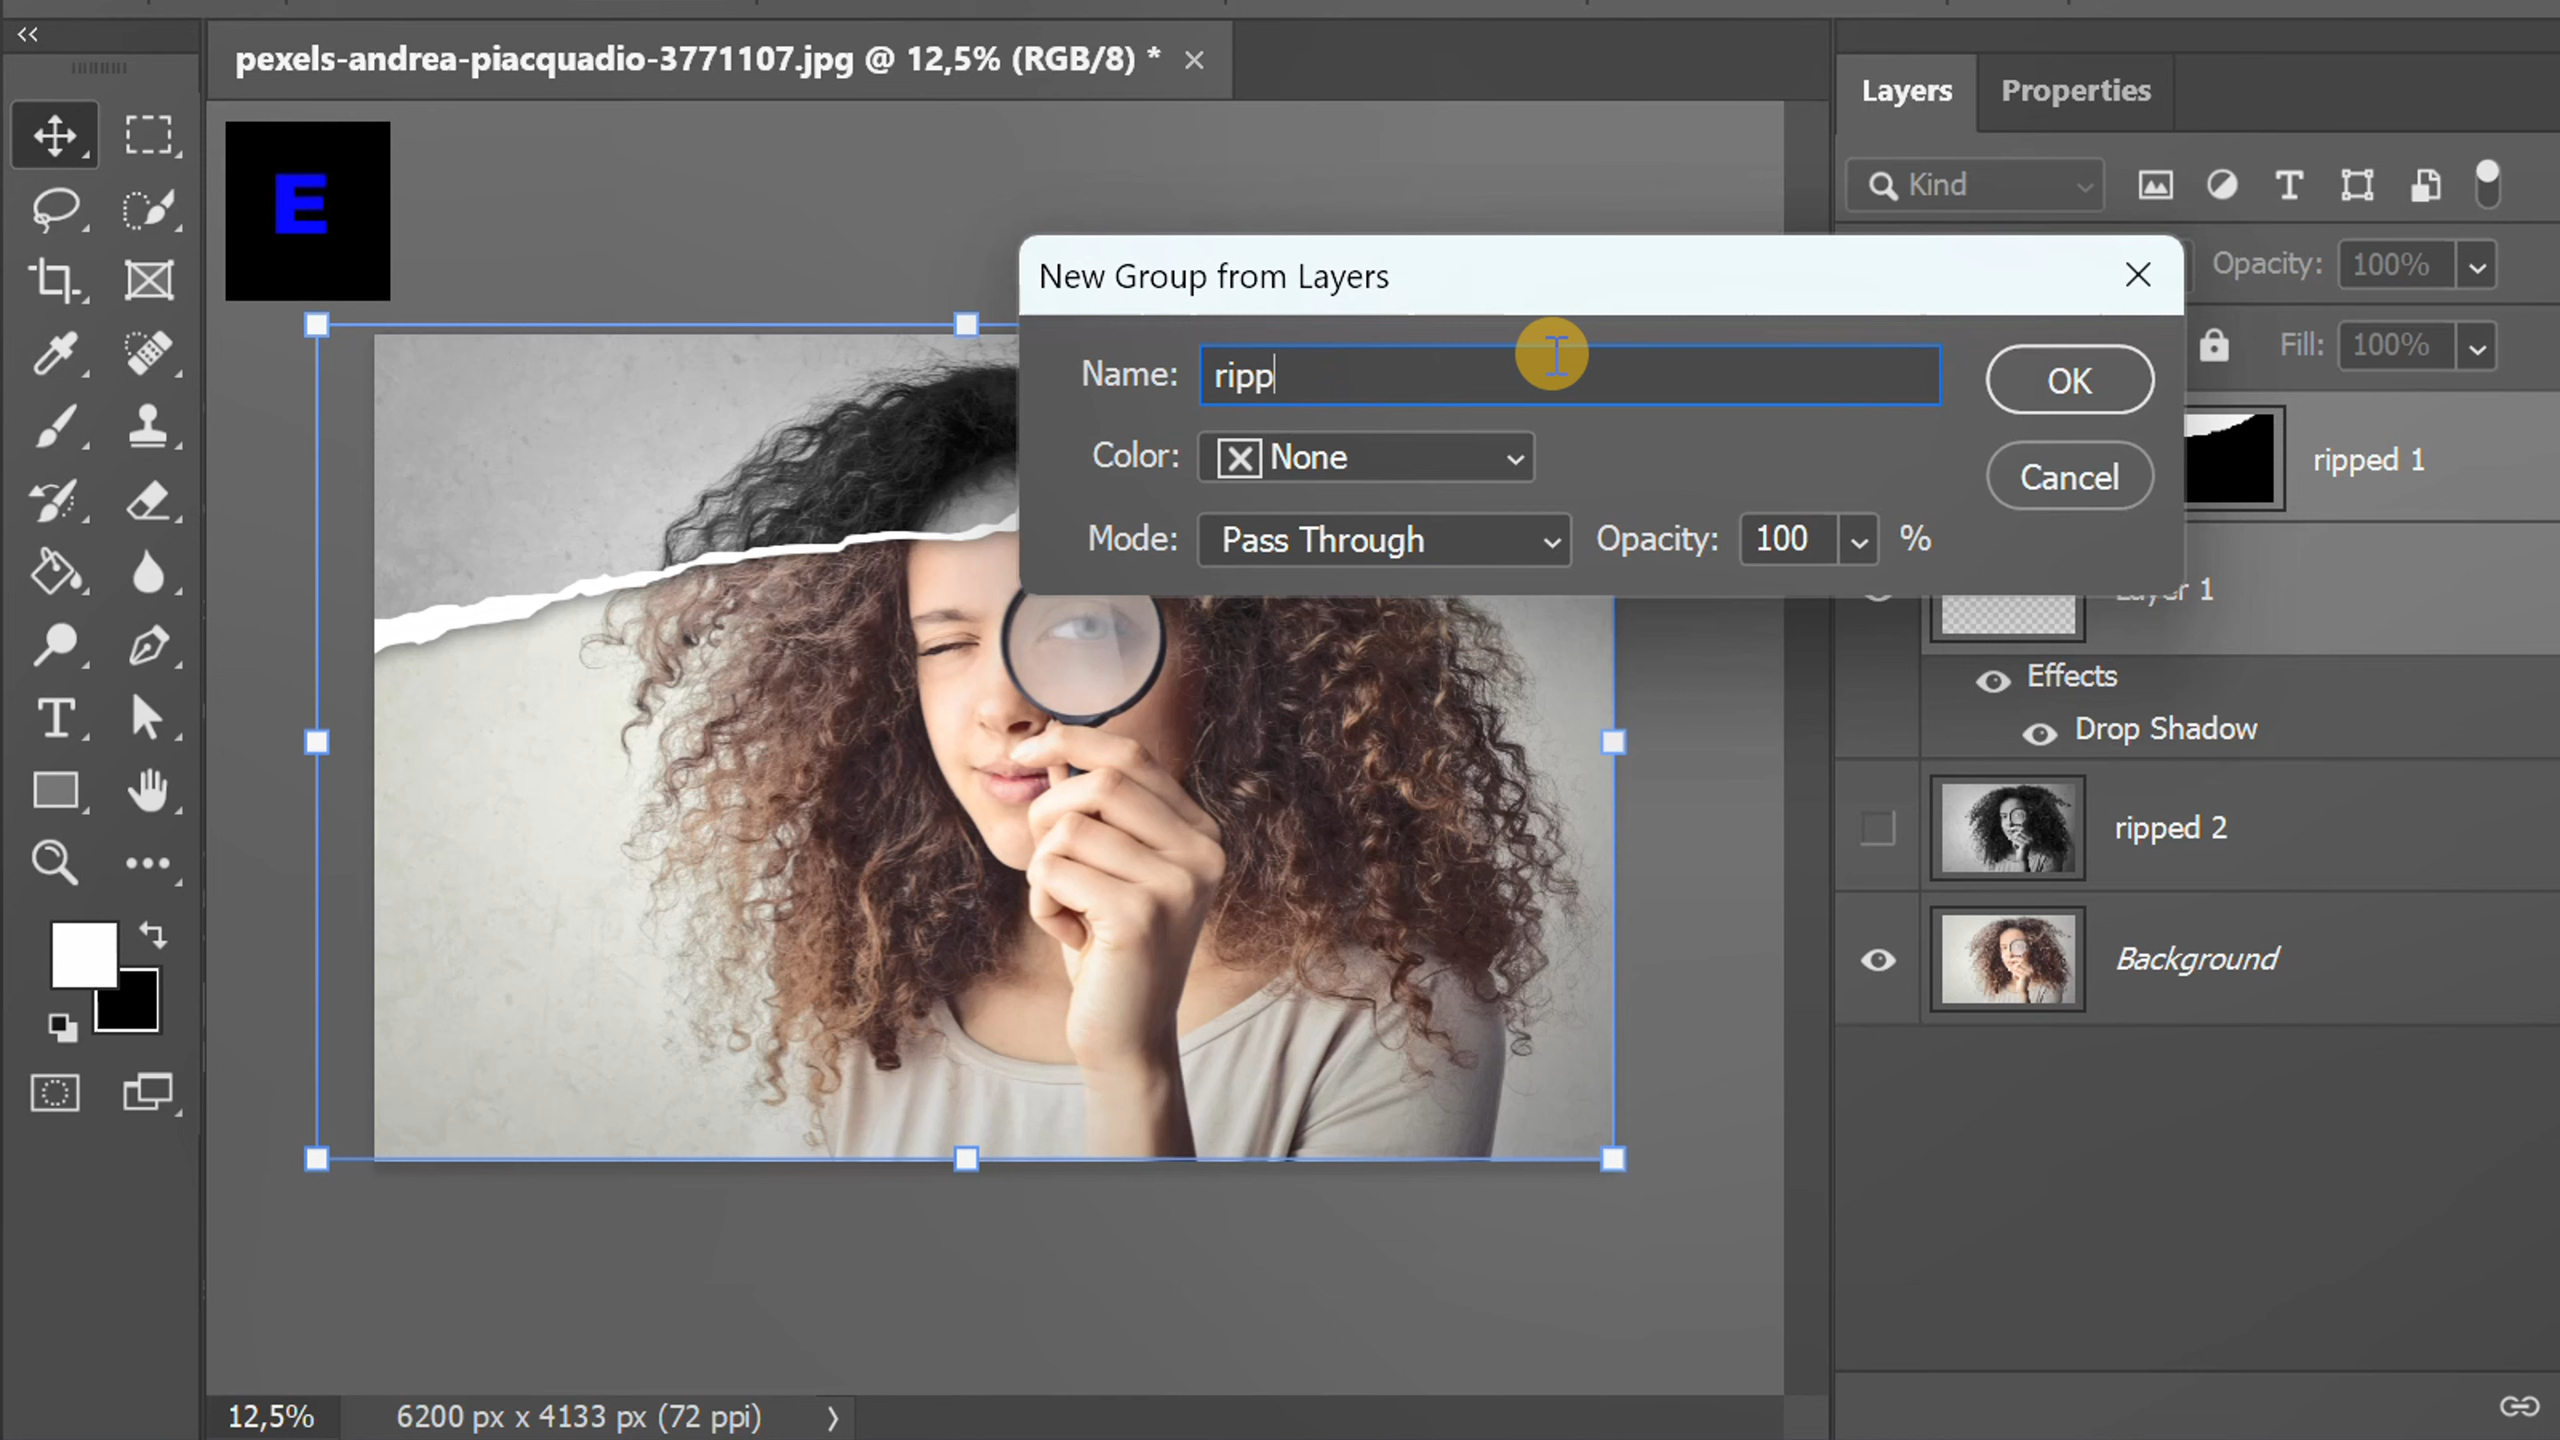 pexels-andrea-piacquadio-3771107.jpg @ 12,5% (RGB/8) *
Layers
Properties
E
Kind
New Group from Layers
Opacity: 100%
Name: ripp
OK
Fill: 100%
Color: None
Cancel
ripped 1
Mode: Pass Through
Opacity: 100 %
Layer 1
Effects
Drop Shadow
ripped 2
Background
12,5%
6200 px x 4133 px (72 ppi)